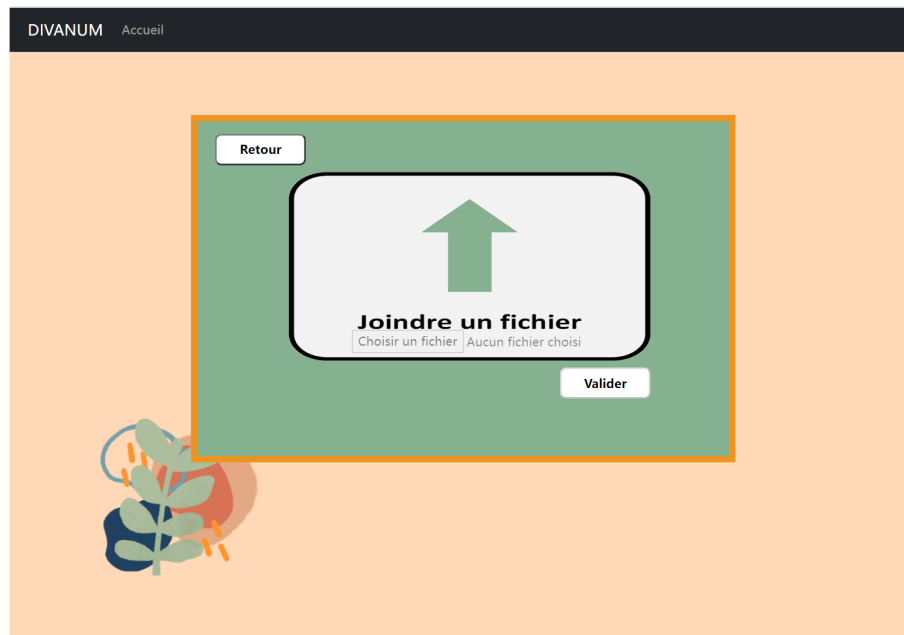 DIVANUM Accueil
Retour
Joindre un fichier
Choisir un fichier Aucun fichier choisi
Valider